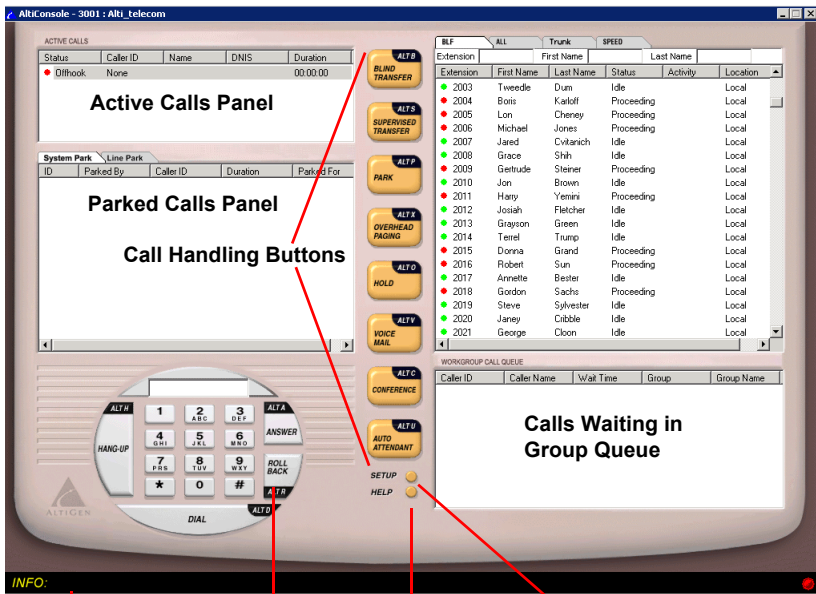 AltiConsole - 3001 : Alti_telecom
ACTIVE CALLS
Status Caller ID Name DNIS Duration
Offhook None 00:00:00
Active Calls Panel
System Park Line Park
ID Parked By Caller ID Duration Parked For
Parked Calls Panel
Call Handling Buttons
ALT B
BLIND
TRANSFER
ALT S
SUPERVISED
TRANSFER
ALT P
PARK
ALT X
OVERHEAD
PAGING
ALT O
HOLD
ALT V
VOICE
MAIL
ALT C
CONFERENCE
ALT U
AUTO
ATTENDANT
SETUP
HELP
BLF ALL Trunk SPEED
Extension First Name Last Name
Extension First Name Last Name Status Activity Location
2003 Tweedle Dum Idle Local
2004 Boris Karloff Proceeding Local
2005 Lon Cheney Proceeding Local
2006 Michael Jones Proceeding Local
2007 Jared Cvitanich Idle Local
2008 Grace Shih Idle Local
2009 Gertrude Steiner Proceeding Local
2010 Jon Brown Idle Local
2011 Harry Yemini Proceeding Local
2012 Josiah Fletcher Idle Local
2013 Grayson Green Idle Local
2014 Terrel Trump Idle Local
2015 Donna Grand Proceeding Local
2016 Robert Sun Proceeding Local
2017 Annette Bester Idle Local
2018 Gordon Sachs Proceeding Local
2019 Steve Sylvester Idle Local
2020 Janey Cribble Idle Local
2021 George Cloon Idle Local
WORKGROUP CALL QUEUE
Caller ID Caller Name Wait Time Group Group Name
Calls Waiting in
Group Queue
ALT H
HANG-UP
1 2 ABC 3 DEF
4 GHI 5 JKL 6 MNO
7 PRS 8 TUV 9 WXY
* 0 #
ALT A
ANSWER
ROLL
BACK
ALT R
DIAL
ALT D
ALTIGEN
INFO: